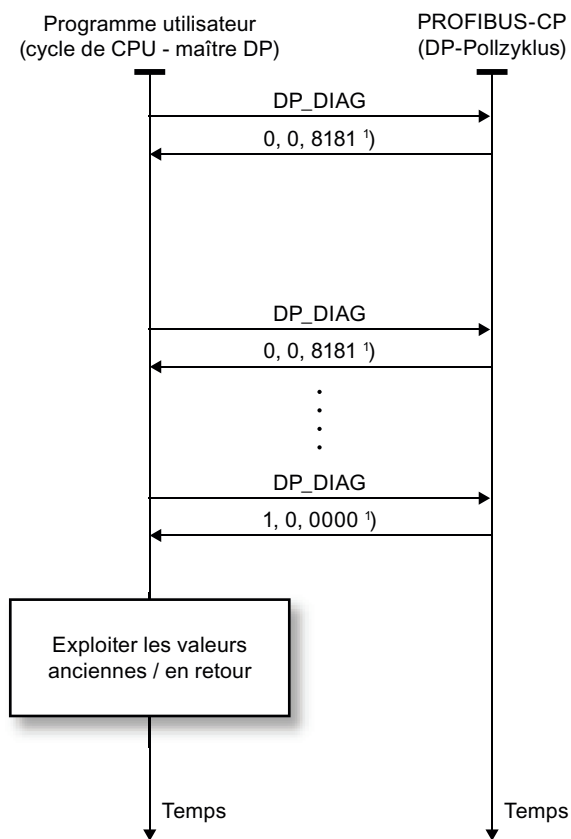 Programme utilisateur
(cycle de CPU - maître DP)
PROFIBUS-CP
(DP-Pollzyklus)
DP_DIAG
0, 0, 8181 ¹)
DP_DIAG
0, 0, 8181 ¹)
DP_DIAG
1, 0, 0000 ¹)
Exploiter les valeurs
anciennes / en retour
Temps
Temps